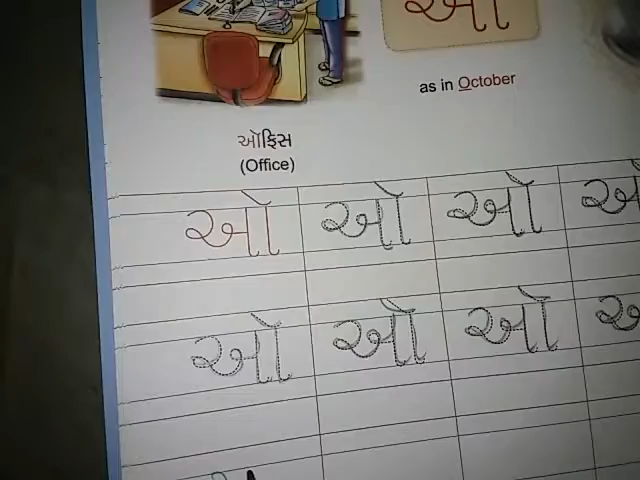 ઑ
as in October
ઑફિસ
(Office)
ઑ ઑ ઑ ઑ
ઑ ઑ ઑ ઑ